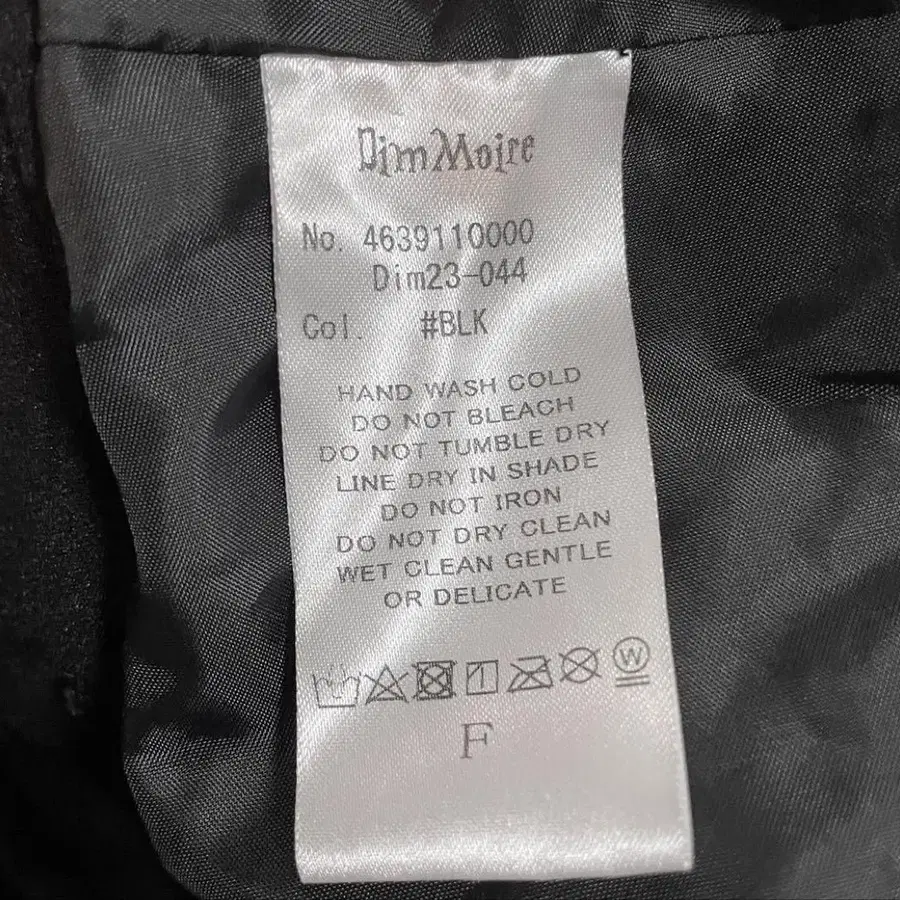 DimMoire
No. 4639110000
Dim23-044
Col. #BLK
HAND WASH COLD
DO NOT BLEACH
DO NOT TUMBLE DRY
LINE DRY IN SHADE
DO NOT IRON
DO NOT DRY CLEAN
WET CLEAN GENTLE
OR DELICATE
W
F